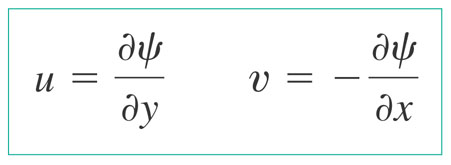 u = ∂ψ/∂y    v = −∂ψ/∂x